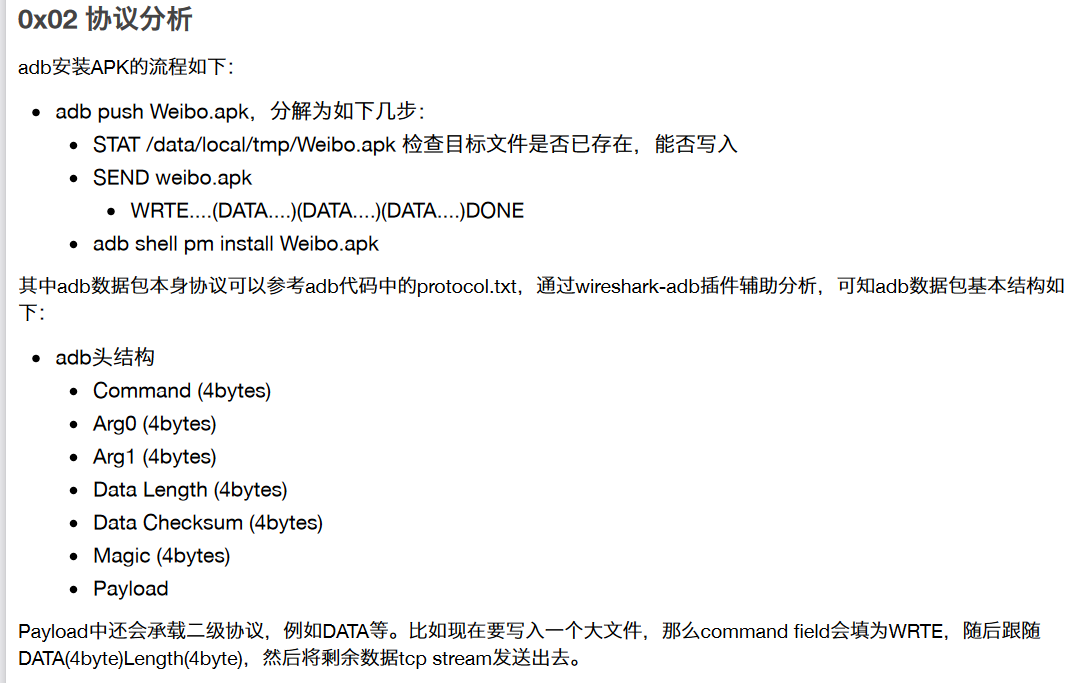 0x02 协议分析
adb安装APK的流程如下：
adb push Weibo.apk，分解为如下几步：
STAT /data/local/tmp/Weibo.apk 检查目标文件是否已存在，能否写入
SEND weibo.apk
WRTE....(DATA....)(DATA....)(DATA....)DONE
adb shell pm install Weibo.apk
其中adb数据包本身协议可以参考adb代码中的protocol.txt，通过wireshark-adb插件辅助分析，可知adb数据包基本结构如
下：
adb头结构
Command (4bytes)
Arg0 (4bytes)
Arg1 (4bytes)
Data Length (4bytes)
Data Checksum (4bytes)
Magic (4bytes)
Payload
Payload中还会承载二级协议，例如DATA等。比如现在要写入一个大文件，那么command field会填为WRTE，随后跟随
DATA(4byte)Length(4byte)，然后将剩余数据tcp stream发送出去。